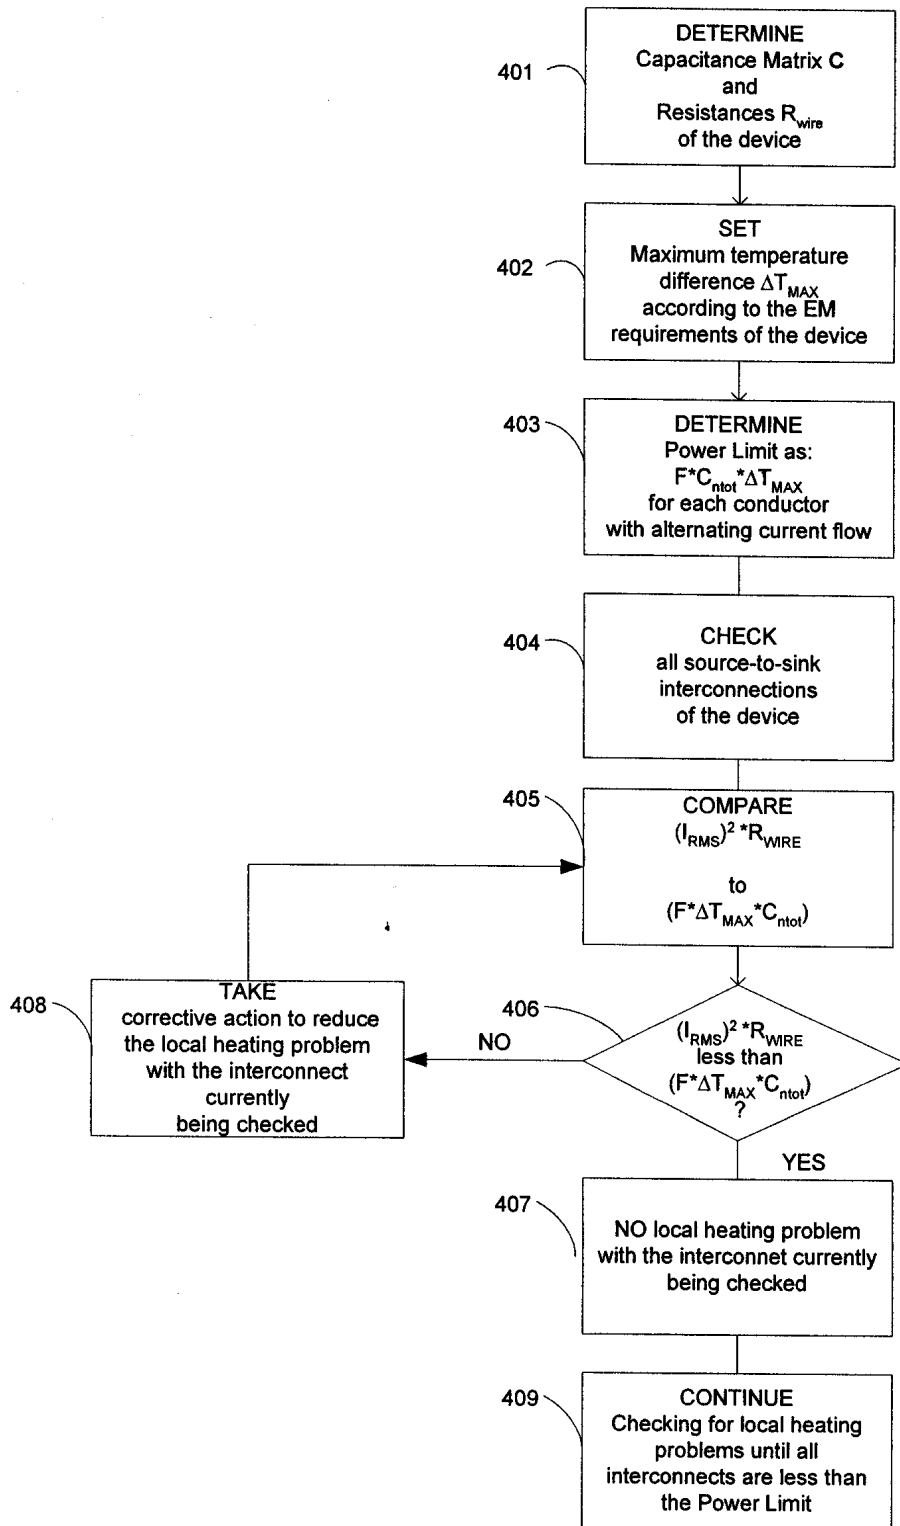 401
DETERMINE
Capacitance Matrix C
and
Resistances R_wire
of the device
402
SET
Maximum temperature
difference ΔT_MAX
according to the EM
requirements of the device
403
DETERMINE
Power Limit as:
F*C_ntot*ΔT_MAX
for each conductor
with alternating current flow
404
CHECK
all source-to-sink
interconnections
of the device
405
COMPARE
(I_RMS)² *R_WIRE
to
(F*ΔT_MAX*C_ntot)
406
(I_RMS)² *R_WIRE
less than
(F*ΔT_MAX*C_ntot)
?
NO
408
TAKE
corrective action to reduce
the local heating problem
with the interconnect
currently
being checked
YES
407
NO local heating problem
with the interconnet currently
being checked
409
CONTINUE
Checking for local heating
problems until all
interconnects are less than
the Power Limit